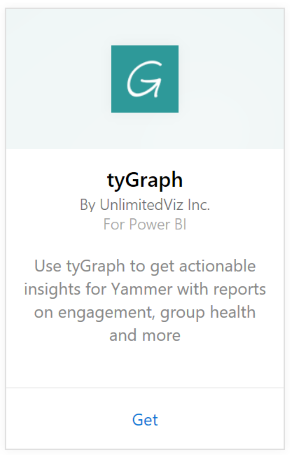 G
tyGraph
By UnlimitedViz Inc.
For Power BI
Use tyGraph to get actionable
insights for Yammer with reports
on engagement, group health
and more
Get